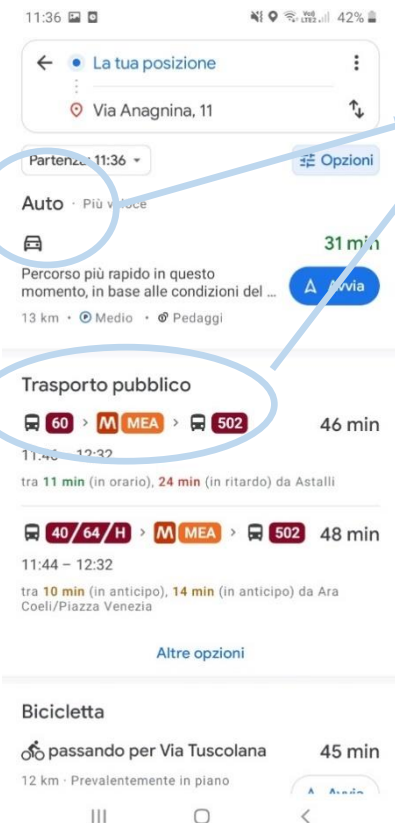 11:36 42%
La tua posizione
Via Anagnina, 11
Partenza: 11:36 Opzioni
Auto · Più veloce
31 min
Percorso più rapido in questo
momento, in base alle condizioni del ... Avvia
13 km · P Medio · Pedaggi
Trasporto pubblico
60 > M MEA > 502 46 min
12:32
tra 11 min (in orario), 24 min (in ritardo) da Astalli
40/64/H > M MEA > 502 48 min
11:44 – 12:32
tra 10 min (in anticipo), 14 min (in anticipo) da Ara
Coeli/Piazza Venezia
Altre opzioni
Bicicletta
passando per Via Tuscolana 45 min
12 km · Prevalentemente in piano